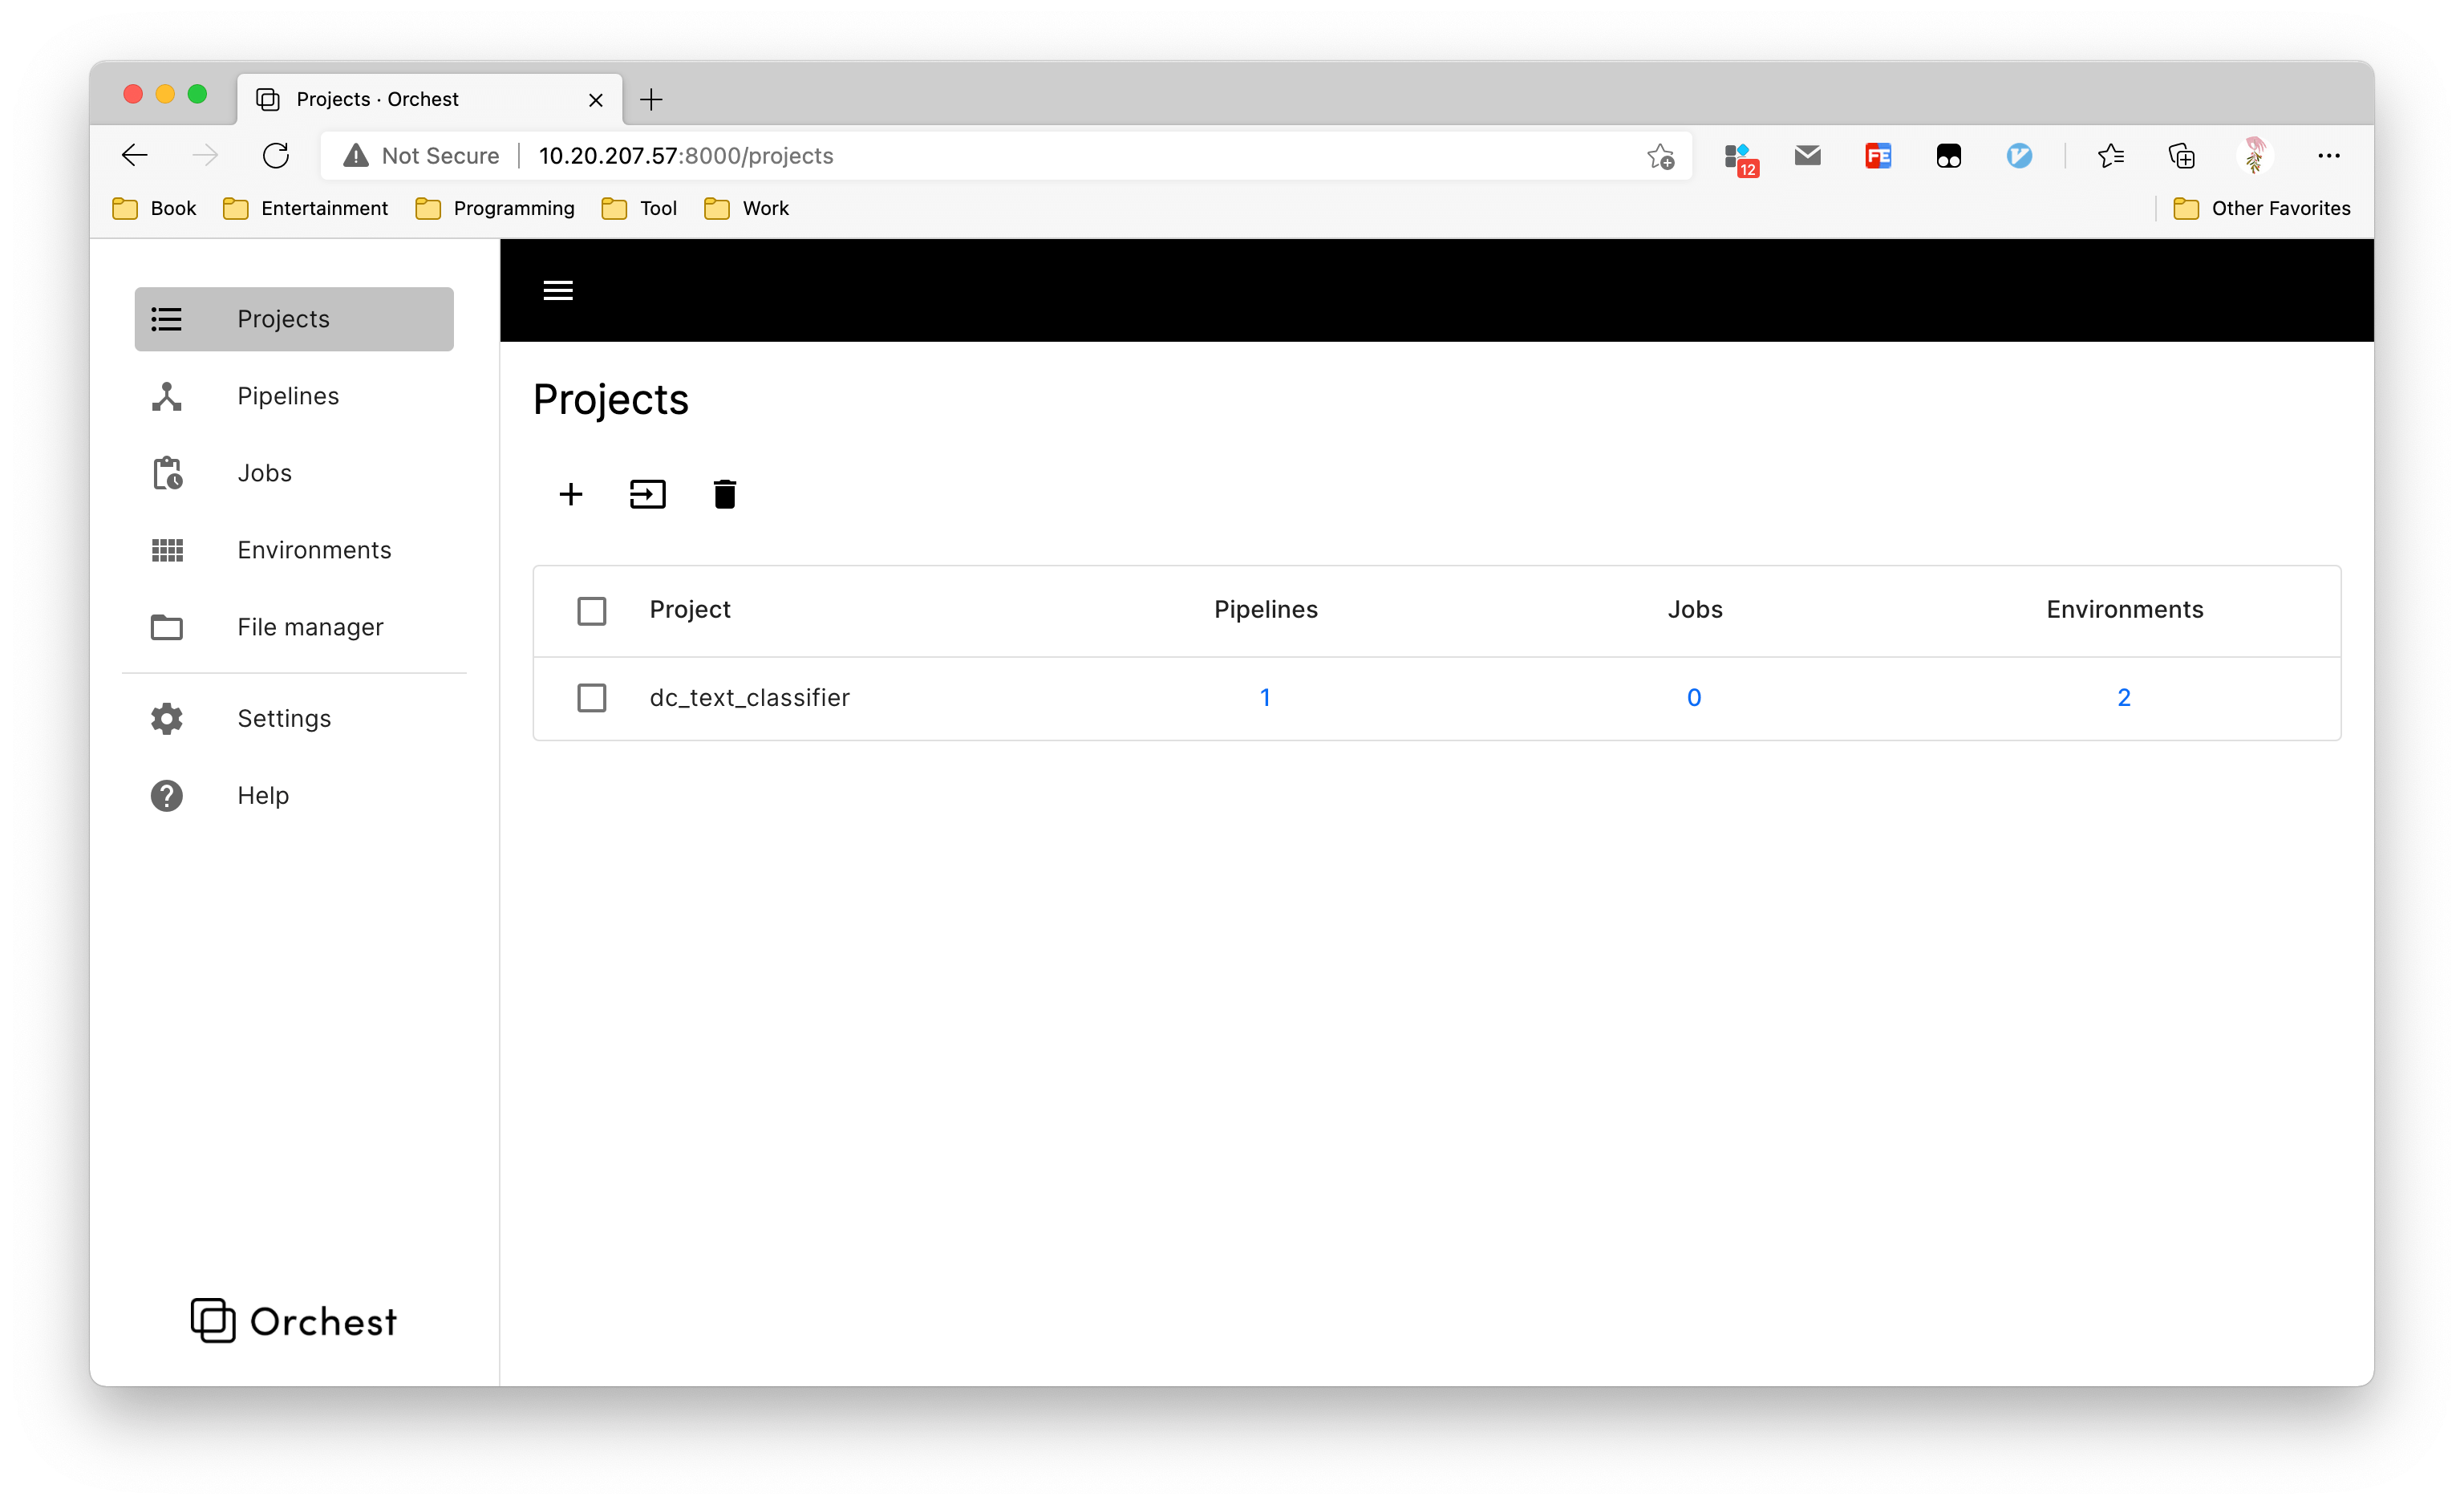 Projects · Orchest
Not Secure 10.20.207.57:8000/projects
12
FE
Book Entertainment Programming Tool Work Other Favorites
Projects
Pipelines
Jobs
Environments
File manager
Settings
Help
Orchest
Projects
Project Pipelines Jobs Environments
dc_text_classifier 1 0 2